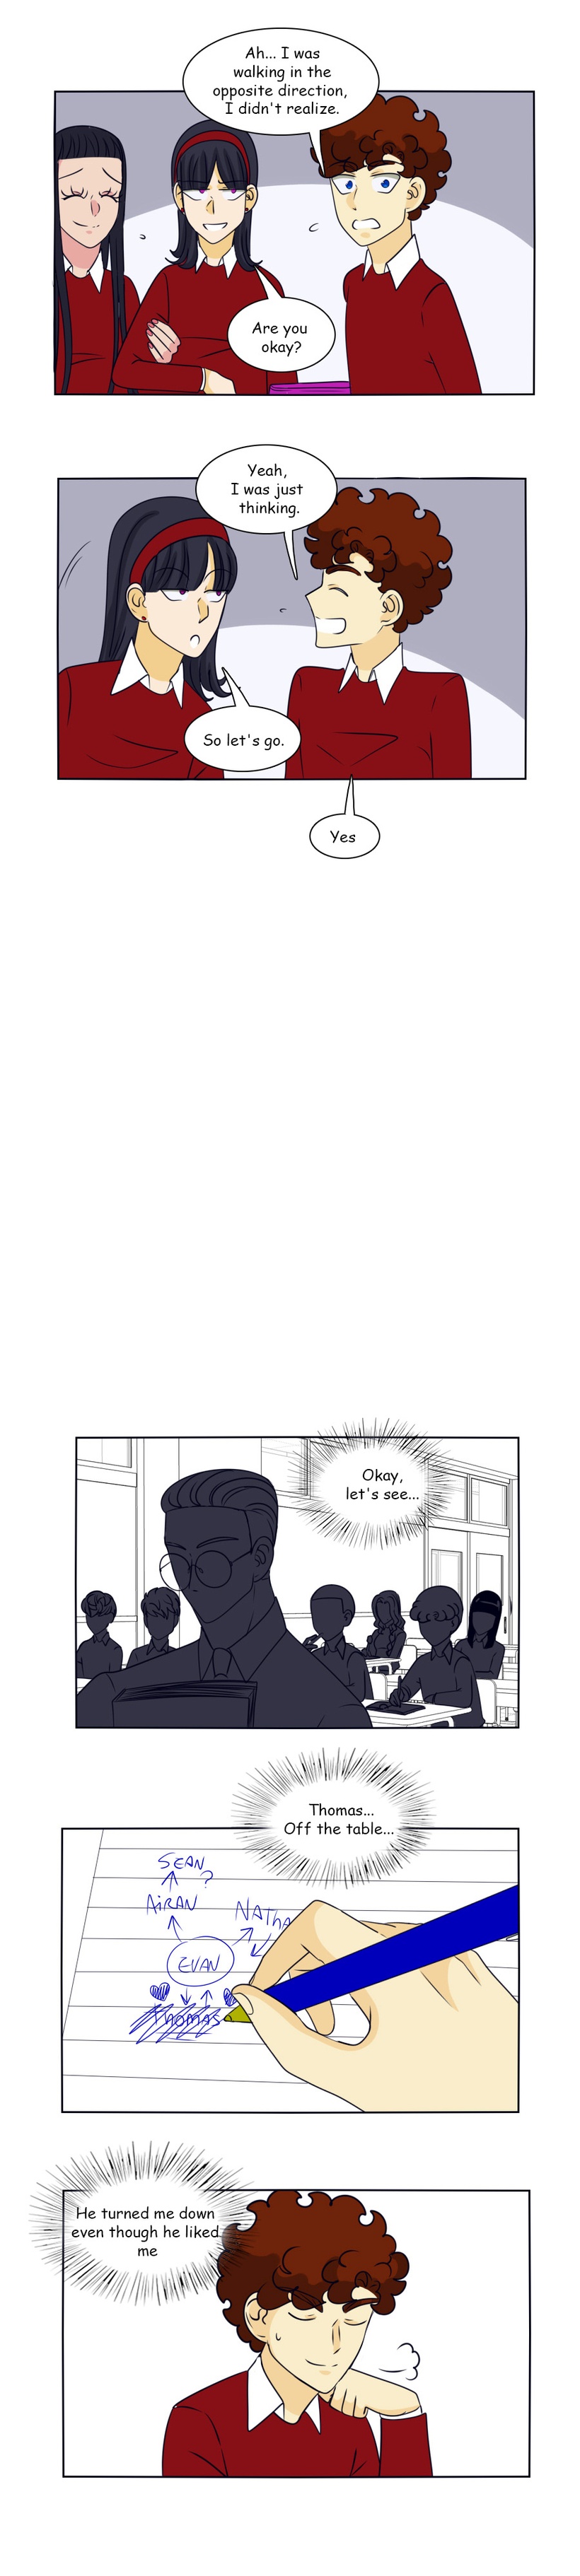 Ah... I was
walking in the
opposite direction,
I didn't realize.
Are you
okay?
Yeah,
I was just
thinking.
So let's go.
Yes
Okay,
let's see...
Thomas...
Off the table...
SEAN
?
AiRAN
NATHA
EVAN
THOMAS
He turned me down
even though he liked
me